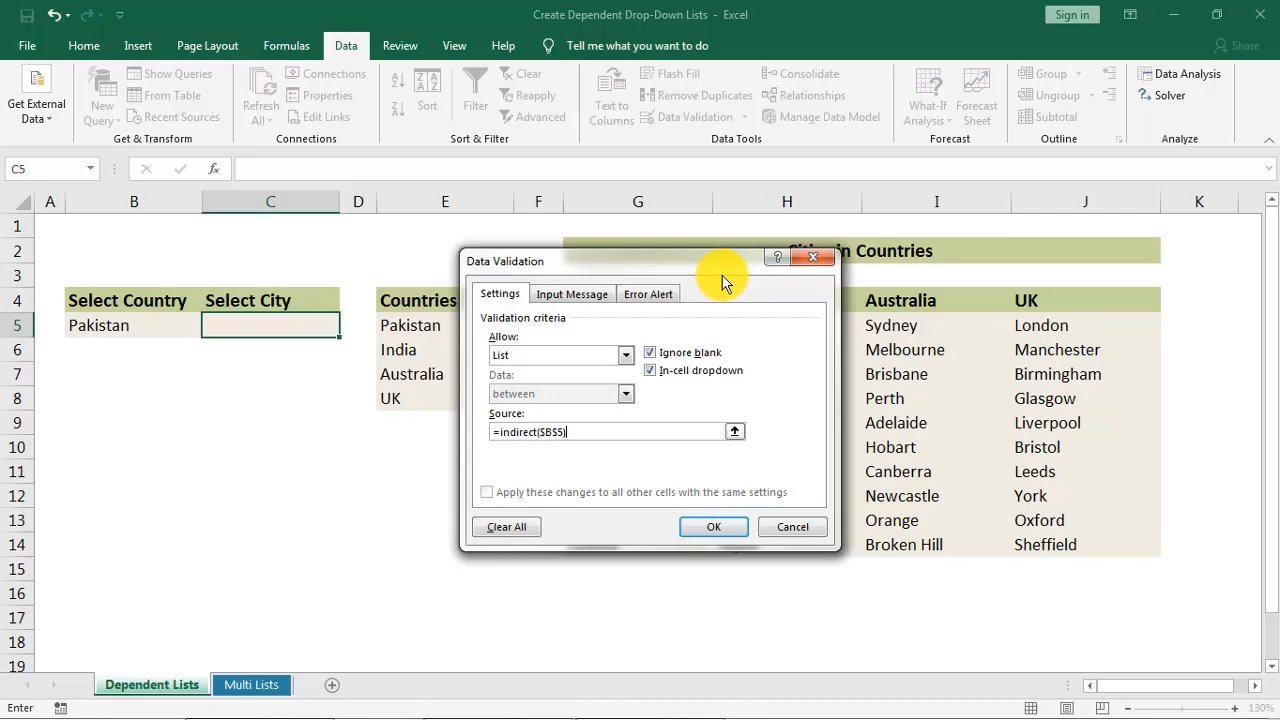 Create Dependent Drop-Down Lists - Excel
Sign in
File Home Insert Page Layout Formulas Data Review View Help Tell me what you want to do Share
Get External Data
New Query
Show Queries
From Table
Recent Sources
Get & Transform
Refresh All
Connections
Properties
Edit Links
Connections
Sort
Filter
Clear
Reapply
Advanced
Sort & Filter
Text to Columns
Flash Fill
Remove Duplicates
Data Validation
Consolidate
Relationships
Manage Data Model
Data Tools
What-If Analysis
Forecast Sheet
Forecast
Group
Ungroup
Subtotal
Outline
Data Analysis
Solver
Analyze
C5
fx
A B C D E F G H I J K
1
2 in Countries
3
4 Select Country Select City Countries Australia UK
5 Pakistan Pakistan Sydney London
6 India Melbourne Manchester
7 Australia Brisbane Birmingham
8 UK Perth Glasgow
9 Adelaide Liverpool
10 Hobart Bristol
11 Canberra Leeds
12 Newcastle York
13 Orange Oxford
14 Broken Hill Sheffield
15
16
17
18
19
Data Validation
?
Settings Input Message Error Alert
Validation criteria
Allow:
List
Ignore blank
In-cell dropdown
Data:
between
Source:
=indirect($B$5)
Apply these changes to all other cells with the same settings
Clear All OK Cancel
Dependent Lists Multi Lists
Enter
130%